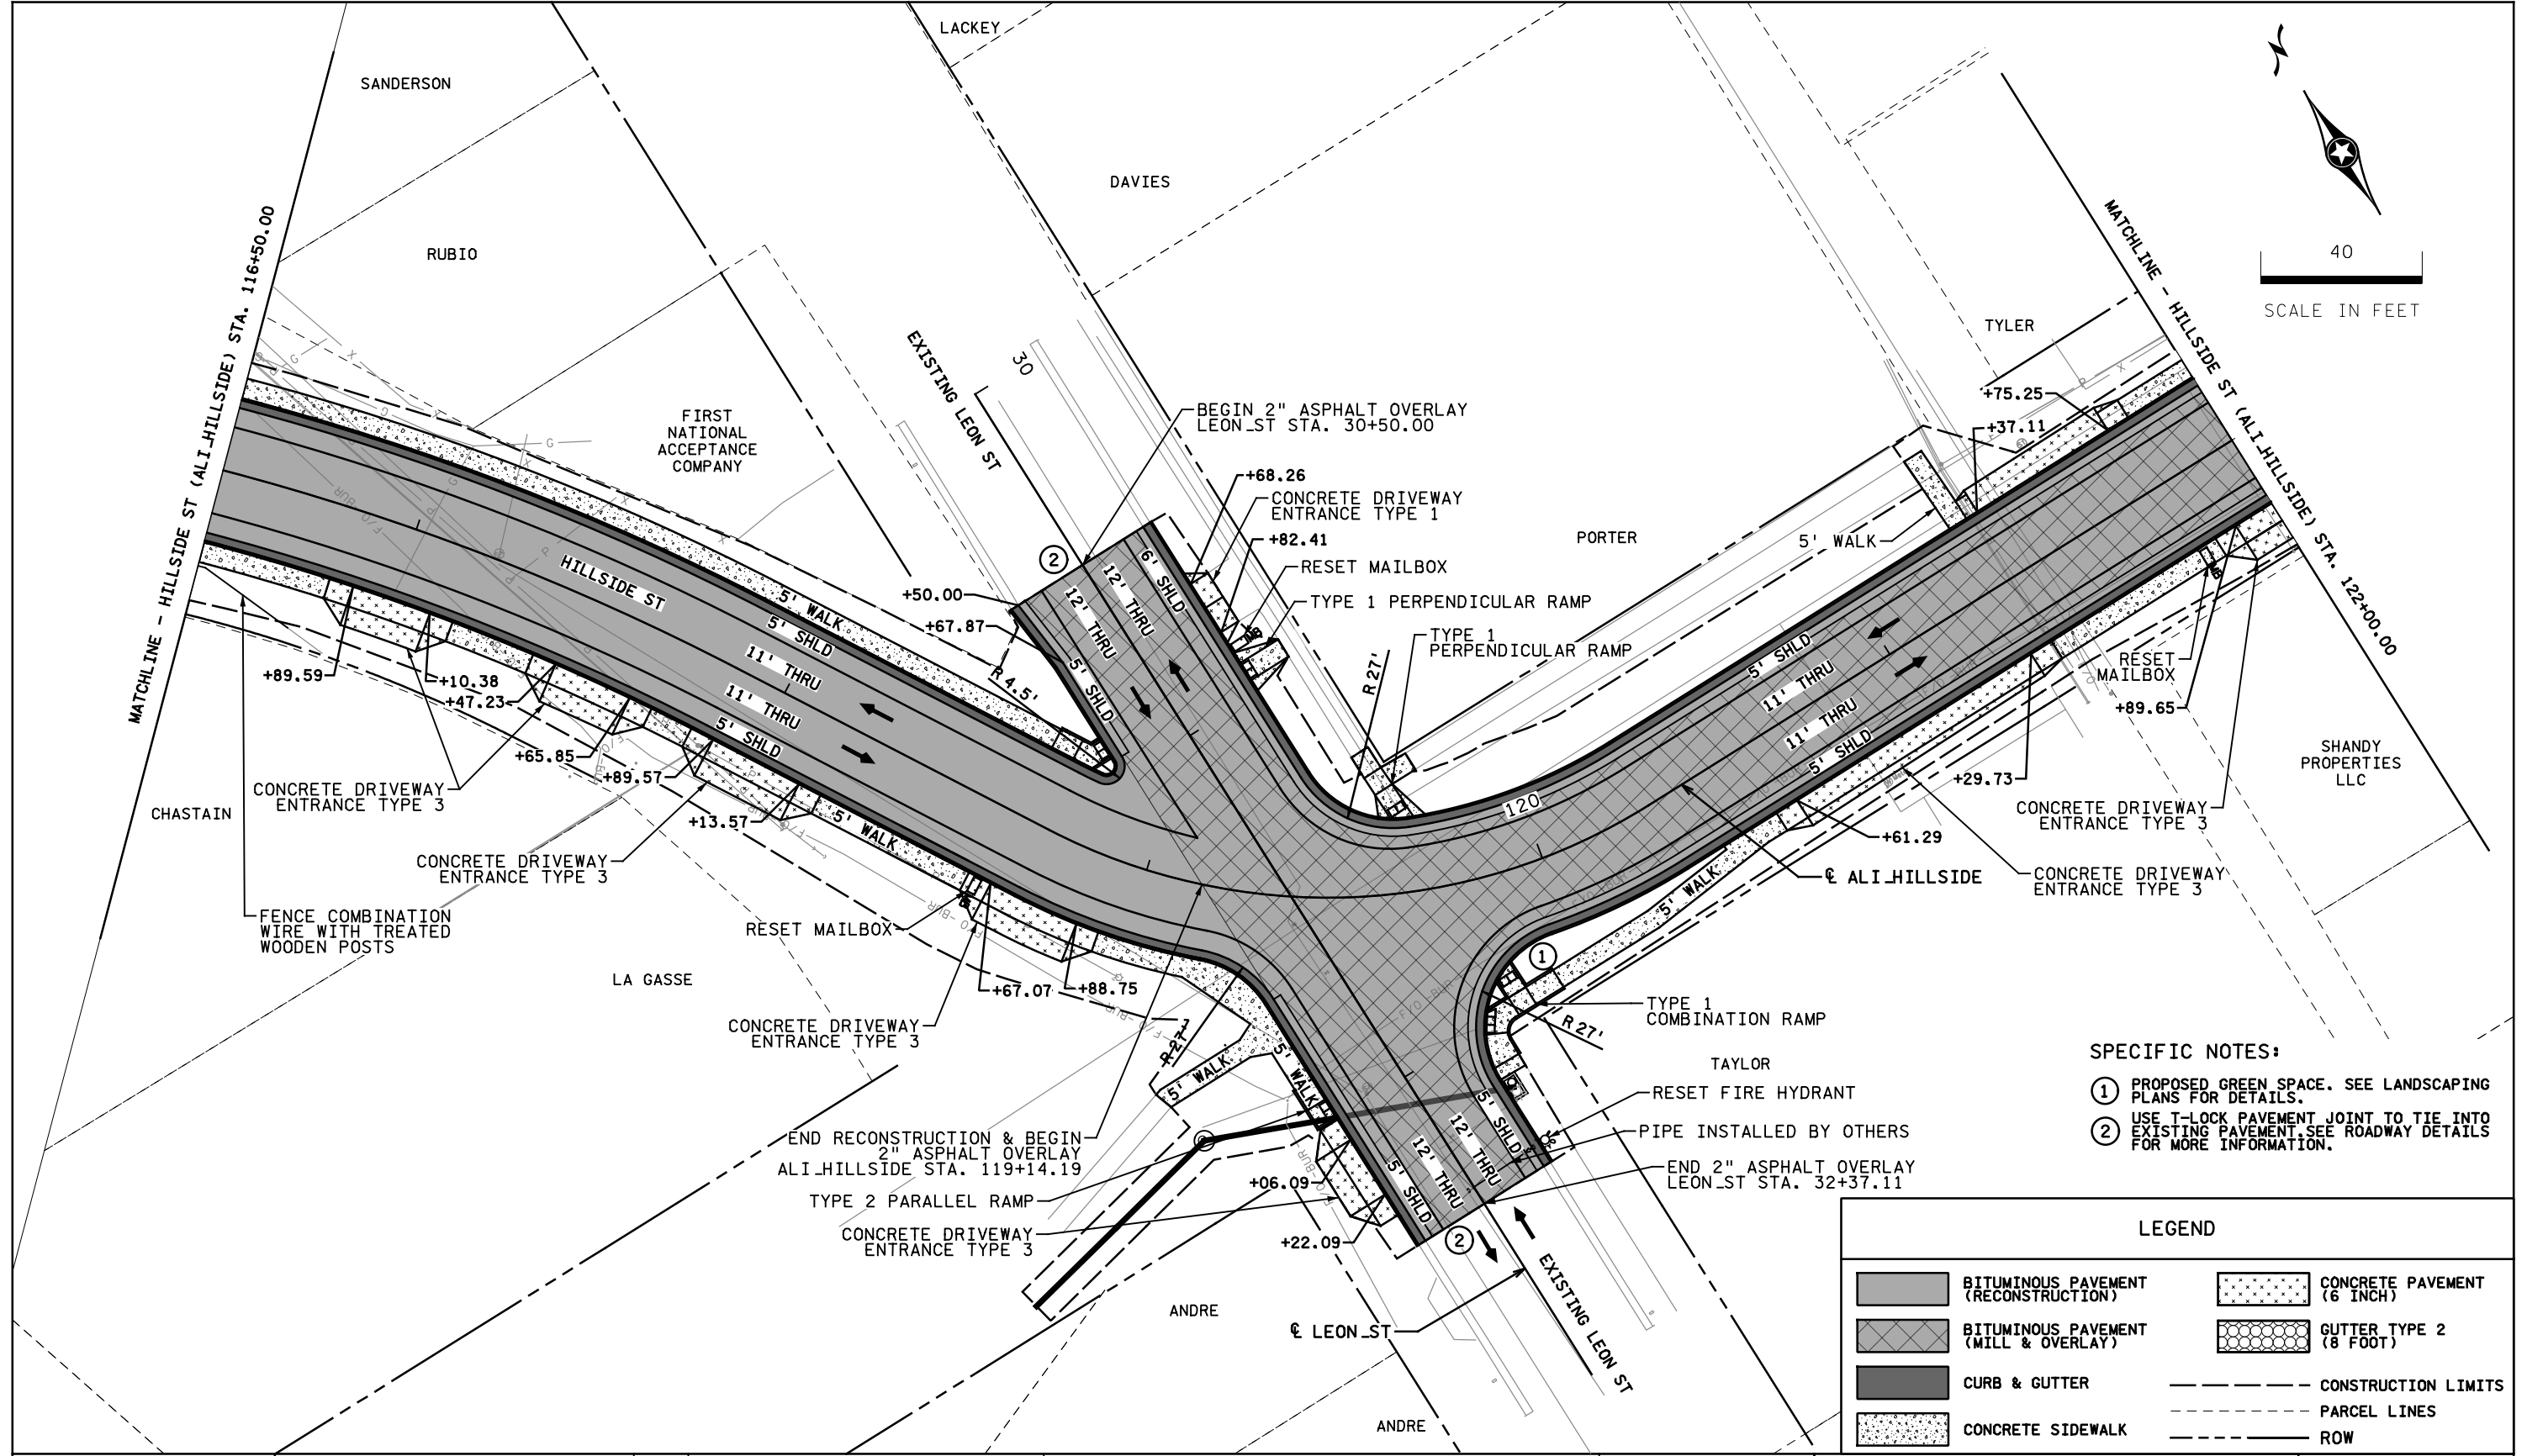 LACKEY
SANDERSON
DAVIES
RUBIO
MATCHLINE - HILLSIDE ST (ALI_HILLSIDE) STA. 116+50.00
FIRST
NATIONAL
ACCEPTANCE
COMPANY
EXISTING LEON ST
30
BEGIN 2" ASPHALT OVERLAY
LEON_ST STA. 30+50.00
+68.26
CONCRETE DRIVEWAY
ENTRANCE TYPE 1
+82.41
RESET MAILBOX
TYPE 1 PERPENDICULAR RAMP
TYPE 1
PERPENDICULAR RAMP
R 27'
PORTER
5' WALK
+37.11
+75.25
TYLER
MATCHLINE - HILLSIDE ST (ALI_HILLSIDE) STA. 122+00.00
40
SCALE IN FEET
2
+50.00
+67.87
R 4.5'
6' SHLD
12' THRU
12' THRU
5' SHLD
HILLSIDE ST
5' WALK
5' SHLD
11' THRU
11' THRU
5' SHLD
5' WALK
G
X
G
G
X
G
G
X
P
P
P
X
F/O-BUR
+89.59
+10.38
+47.23
+65.85
+89.57
+13.57
CONCRETE DRIVEWAY
ENTRANCE TYPE 3
CHASTAIN
CONCRETE DRIVEWAY
ENTRANCE TYPE 3
FENCE COMBINATION
WIRE WITH TREATED
WOODEN POSTS
RESET MAILBOX
LA GASSE
+67.07
+88.75
CONCRETE DRIVEWAY
ENTRANCE TYPE 3
F/O-BUR
F/O-BUR
R 27'
5' WALK
5' WALK
END RECONSTRUCTION & BEGIN
2" ASPHALT OVERLAY
ALI_HILLSIDE STA. 119+14.19
TYPE 2 PARALLEL RAMP
CONCRETE DRIVEWAY
ENTRANCE TYPE 3
+06.09
+22.09
5' SHLD
12' THRU
12' THRU
5' SHLD
2
120
5' SHLD
11' THRU
11' THRU
5' SHLD
F/O-BUR
P
X
MB
RESET
MAILBOX
+89.65
+29.73
CONCRETE DRIVEWAY
ENTRANCE TYPE 3
SHANDY
PROPERTIES
LLC
+61.29
℄ ALI_HILLSIDE
CONCRETE DRIVEWAY
ENTRANCE TYPE 3
5' WALK
1
TYPE 1
COMBINATION RAMP
R 27'
TAYLOR
RESET FIRE HYDRANT
PIPE INSTALLED BY OTHERS
END 2" ASPHALT OVERLAY
LEON_ST STA. 32+37.11
ANDRE
℄ LEON_ST
EXISTING LEON ST
ANDRE
SPECIFIC NOTES:
1 PROPOSED GREEN SPACE. SEE LANDSCAPING
PLANS FOR DETAILS.
2 USE T-LOCK PAVEMENT JOINT TO TIE INTO
EXISTING PAVEMENT.SEE ROADWAY DETAILS
FOR MORE INFORMATION.
LEGEND
BITUMINOUS PAVEMENT
(RECONSTRUCTION)
BITUMINOUS PAVEMENT
(MILL & OVERLAY)
CURB & GUTTER
CONCRETE SIDEWALK
CONCRETE PAVEMENT
(6 INCH)
GUTTER TYPE 2
(8 FOOT)
CONSTRUCTION LIMITS
PARCEL LINES
ROW